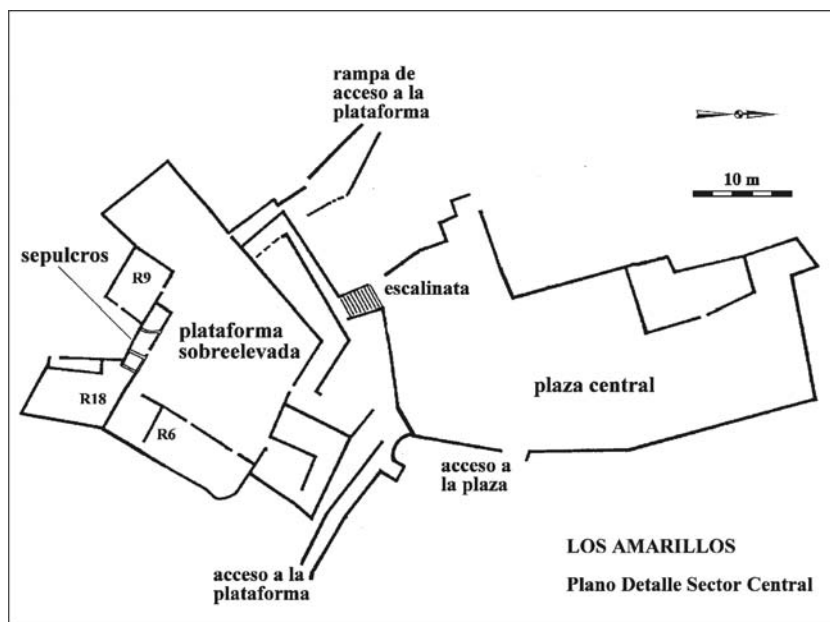 rampa de
acceso a la
plataforma
10 m
sepulcros
R9
escalinata
plataforma
sobreelevada
plaza central
R18
R6
acceso a
la plaza
acceso a la
plataforma
LOS AMARILLOS
Plano Detalle Sector Central